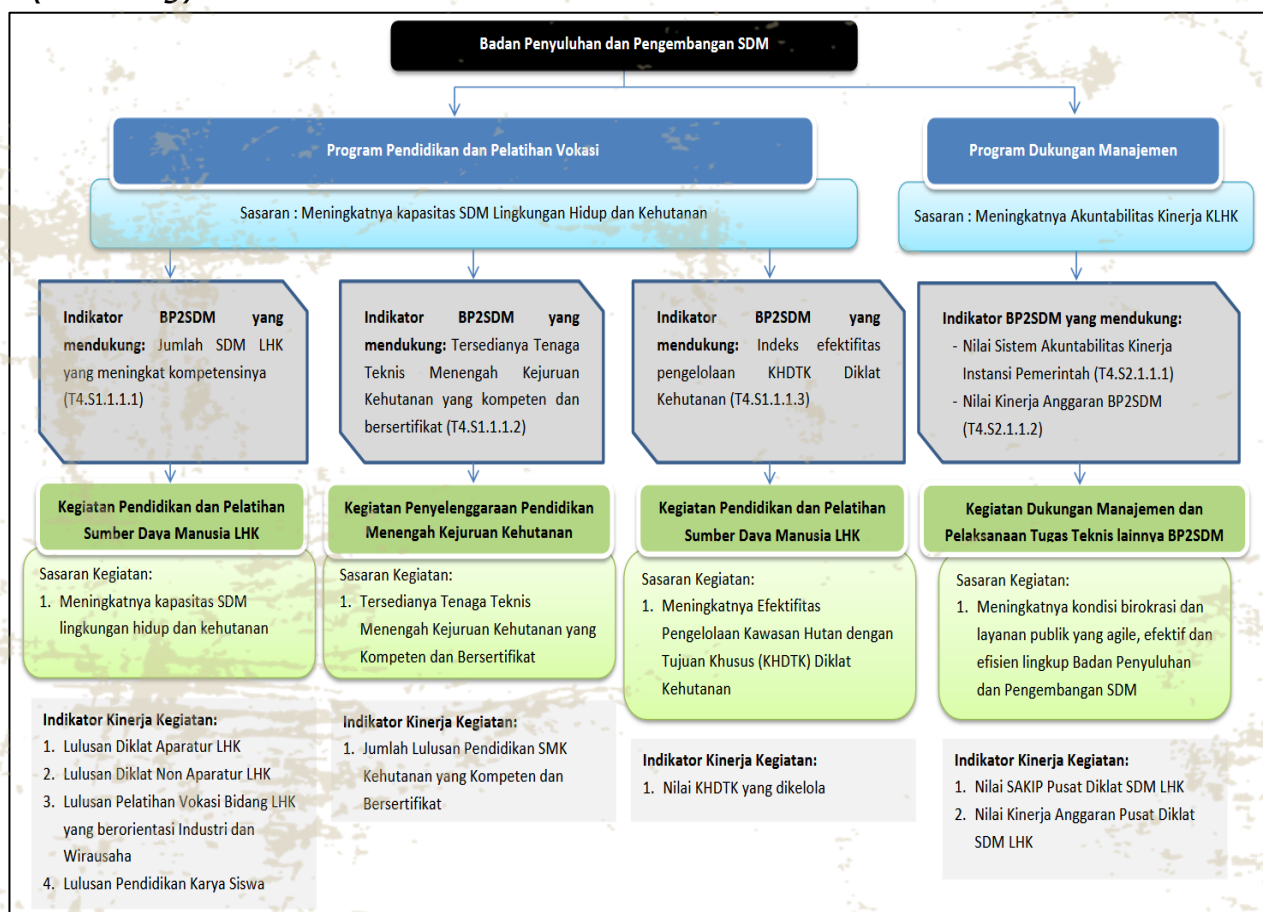 Badan Penyuluhan dan Pengembangan SDM
Program Pendidikan dan Pelatihan Vokasi
Sasaran : Meningkatnya kapasitas SDM Lingkungan Hidup dan Kehutanan
Program Dukungan Manajemen
Sasaran : Meningkatnya Akuntabilitas Kinerja KLHK
Indikator BP2SDM yang
mendukung: Jumlah SDM LHK
yang meningkat kompetensinya
(T4.S1.1.1.1)
Indikator BP2SDM yang
mendukung: Tersedianya Tenaga
Teknis Menengah Kejuruan
Kehutanan yang kompeten dan
bersertifikat (T4.S1.1.1.2)
Indikator BP2SDM yang
mendukung: Indeks efektifitas
pengelolaan KHDTK Diklat
Kehutanan (T4.S1.1.1.3)
Indikator BP2SDM yang mendukung:
- Nilai Sistem Akuntabilitas Kinerja
Instansi Pemerintah (T4.S2.1.1.1)
- Nilai Kinerja Anggaran BP2SDM
(T4.S2.1.1.2)
Kegiatan Pendidikan dan Pelatihan
Sumber Daya Manusia LHK
Sasaran Kegiatan:
1. Meningkatnya kapasitas SDM
lingkungan hidup dan kehutanan
Indikator Kinerja Kegiatan:
1. Lulusan Diklat Aparatur LHK
2. Lulusan Diklat Non Aparatur LHK
3. Lulusan Pelatihan Vokasi Bidang LHK
yang berorientasi Industri dan
Wirausaha
4. Lulusan Pendidikan Karya Siswa
Kegiatan Penyelenggaraan Pendidikan
Menengah Kejuruan Kehutanan
Sasaran Kegiatan:
1. Tersedianya Tenaga Teknis
Menengah Kejuruan Kehutanan yang
Kompeten dan Bersertifikat
Indikator Kinerja Kegiatan:
1. Jumlah Lulusan Pendidikan SMK
Kehutanan yang Kompeten dan
Bersertifikat
Kegiatan Pendidikan dan Pelatihan
Sumber Daya Manusia LHK
Sasaran Kegiatan:
1. Meningkatnya Efektifitas
Pengelolaan Kawasan Hutan dengan
Tujuan Khusus (KHDTK) Diklat
Kehutanan
Indikator Kinerja Kegiatan:
1. Nilai KHDTK yang dikelola
Kegiatan Dukungan Manajemen dan
Pelaksanaan Tugas Teknis lainnya BP2SDM
Sasaran Kegiatan:
1. Meningkatnya kondisi birokrasi dan
layanan publik yang agile, efektif dan
efisien lingkup Badan Penyuluhan
dan Pengembangan SDM
Indikator Kinerja Kegiatan:
1. Nilai SAKIP Pusat Diklat SDM LHK
2. Nilai Kinerja Anggaran Pusat Diklat
SDM LHK